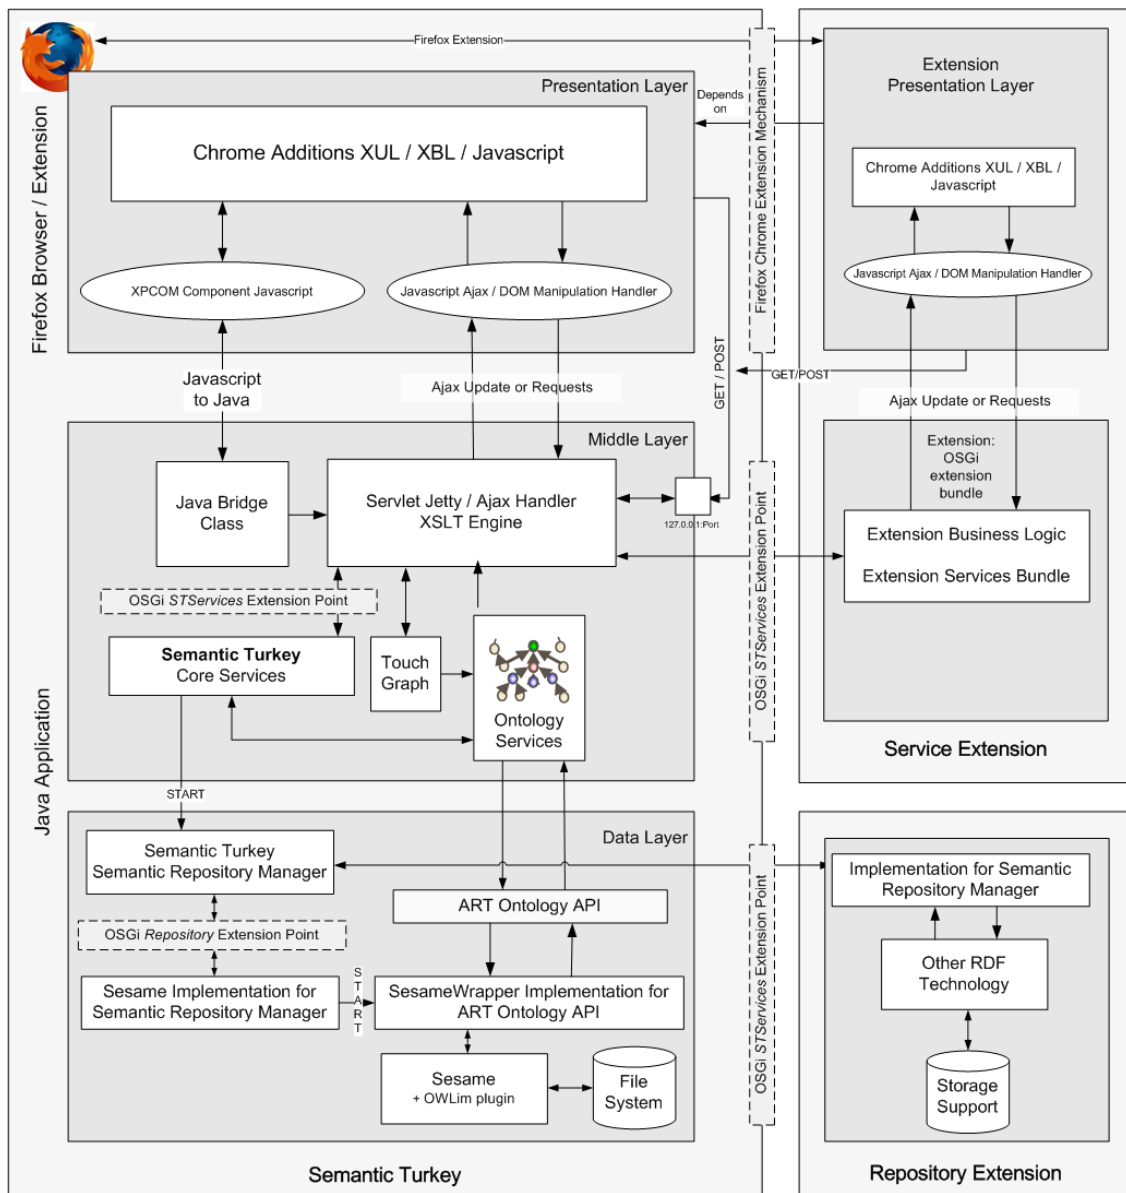 Firefox Extension
Firefox Browser / Extension
Presentation Layer
Chrome Additions XUL / XBL / Javascript
XPCOM Component Javascript
Javascript Ajax / DOM Manipulation Handler
Depends
on
Firefox Chrome Extension Mechanism
Extension
Presentation Layer
Chrome Additions XUL / XBL /
Javascript
Javascript Ajax / DOM Manipulation Handler
Javascript
to Java
Ajax Update or Requests
GET / POST
GET/POST
Ajax Update or Requests
Java Application
Middle Layer
Java Bridge
Class
Servlet Jetty / Ajax Handler
XSLT Engine
127.0.0.1:Port
OSGi STServices Extension Point
Extension:
OSGi
extension
bundle
Extension Business Logic
Extension Services Bundle
Service Extension
OSGi STServices Extension Point
Semantic Turkey
Core Services
Touch
Graph
Ontology
Services
START
Data Layer
Semantic Turkey
Semantic Repository Manager
OSGi Repository Extension Point
Sesame Implementation for
Semantic Repository Manager
START
ART Ontology API
SesameWrapper Implementation for
ART Ontology API
Sesame
+ OWLim plugin
File
System
OSGi STServices Extension Point
Implementation for Semantic
Repository Manager
Other RDF
Technology
Storage
Support
Semantic Turkey
Repository Extension